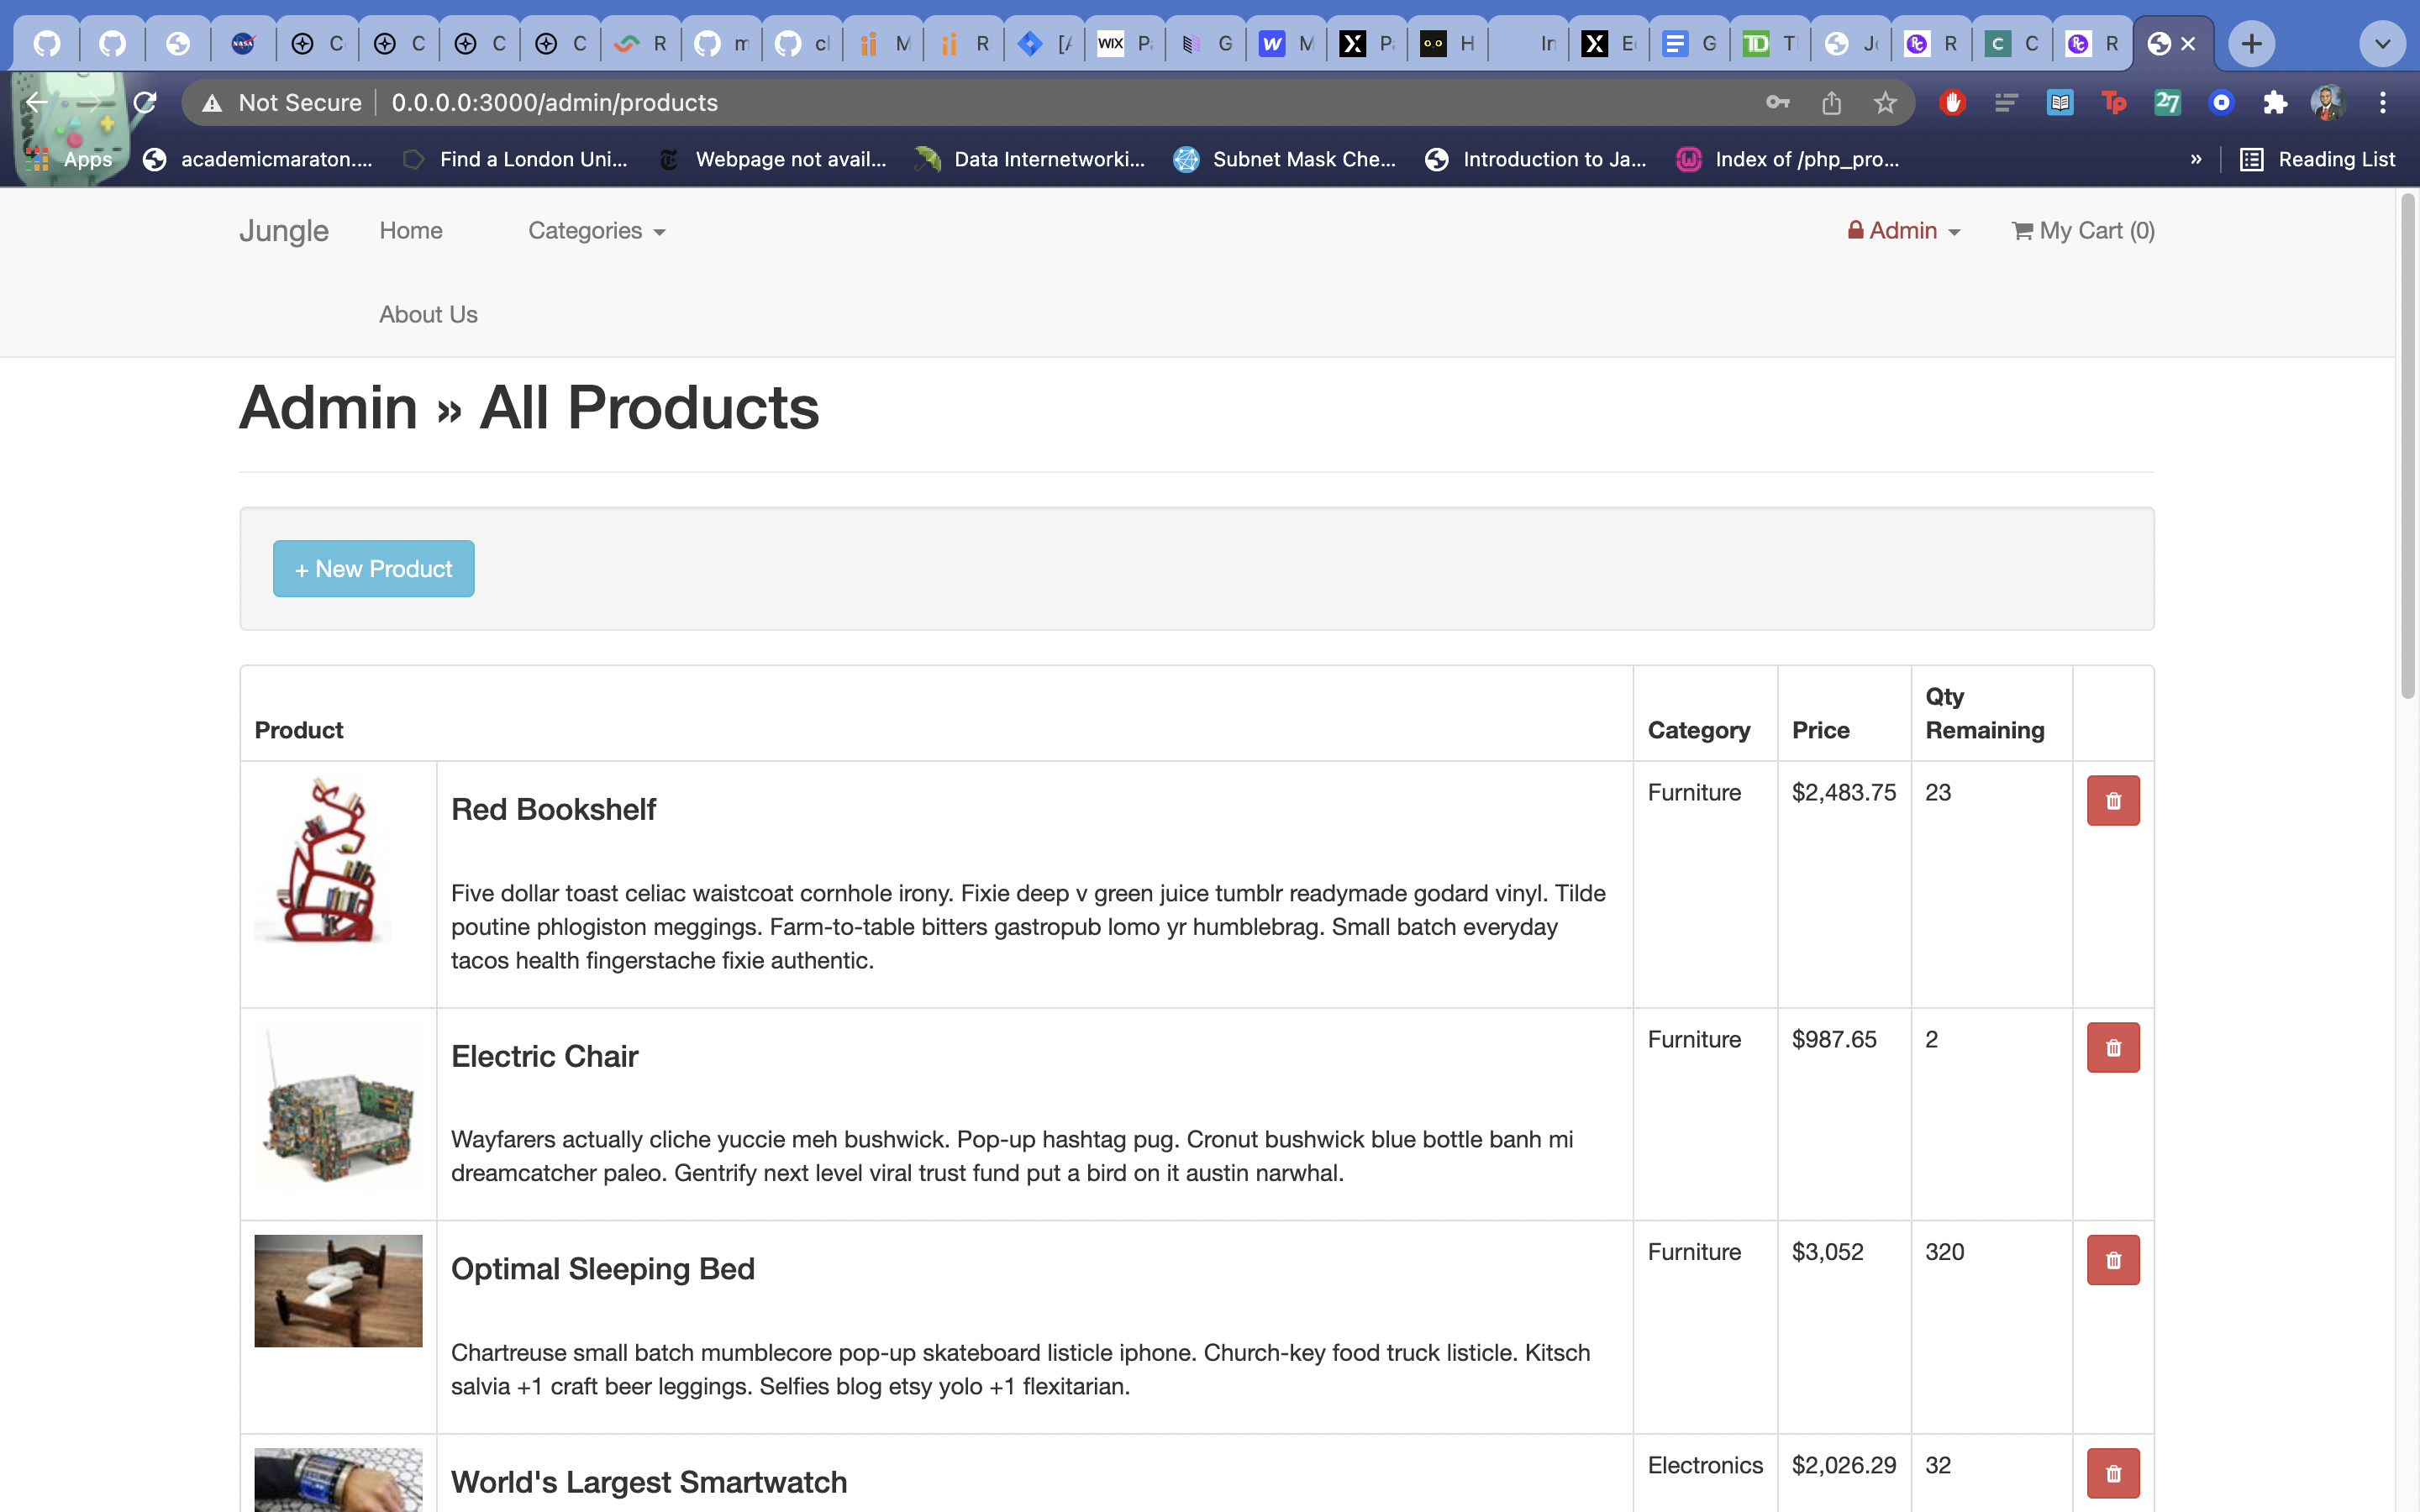 NASA C C C C R m cl M R [A WIX P G W M X P H In X E G TD T J R C C R
Not Secure 0.0.0.0:3000/admin/products Tp 27
Apps academicmaraton.... Find a London Uni... Webpage not avail... Data Internetworki... Subnet Mask Che... Introduction to Ja... Index of /php_pro... » Reading List
Jungle Home Categories Admin My Cart (0)
About Us
Admin » All Products
+ New Product
Product Category Price Qty Remaining
Red Bookshelf
Furniture $2,483.75 23
Five dollar toast celiac waistcoat cornhole irony. Fixie deep v green juice tumblr readymade godard vinyl. Tilde
poutine phlogiston meggings. Farm-to-table bitters gastropub lomo yr humblebrag. Small batch everyday
tacos health fingerstache fixie authentic.
Electric Chair
Furniture $987.65 2
Wayfarers actually cliche yuccie meh bushwick. Pop-up hashtag pug. Cronut bushwick blue bottle banh mi
dreamcatcher paleo. Gentrify next level viral trust fund put a bird on it austin narwhal.
Optimal Sleeping Bed
Furniture $3,052 320
Chartreuse small batch mumblecore pop-up skateboard listicle iphone. Church-key food truck listicle. Kitsch
salvia +1 craft beer leggings. Selfies blog etsy yolo +1 flexitarian.
World's Largest Smartwatch
Electronics $2,026.29 32